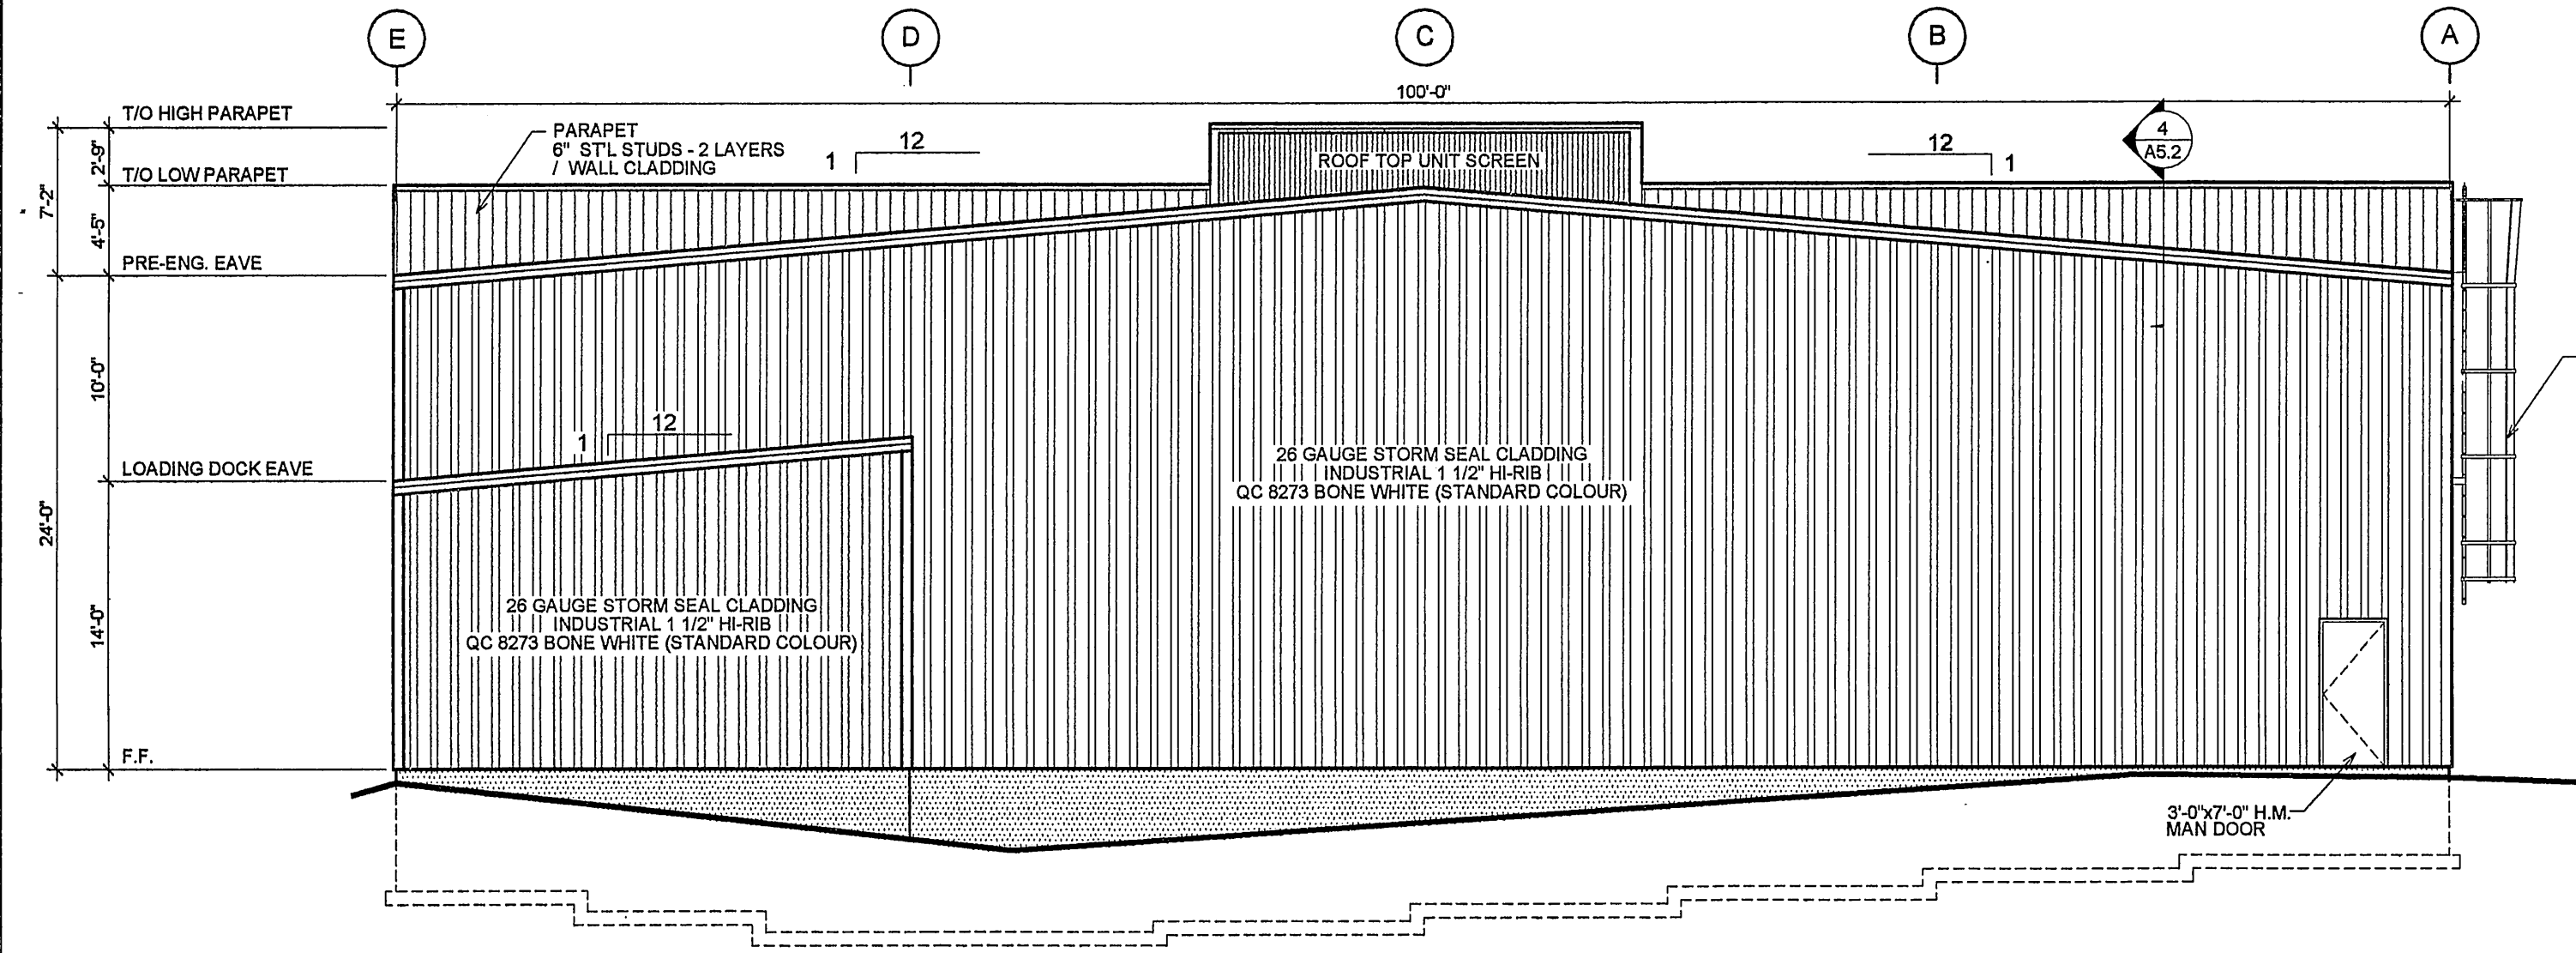 E
D
C
B
A
100'-0"
T/O HIGH PARAPET
PARAPET
6" ST'L STUDS - 2 LAYERS
/ WALL CLADDING
1
12
ROOF TOP UNIT SCREEN
12
1
4
A5.2
2'-9"
T/O LOW PARAPET
7'-2"
4'-5"
PRE-ENG. EAVE
10'-0"
1
12
LOADING DOCK EAVE
26 GAUGE STORM SEAL CLADDING
INDUSTRIAL 1 1/2" HI-RIB
QC 8273 BONE WHITE (STANDARD COLOUR)
24'-0"
14'-0"
26 GAUGE STORM SEAL CLADDING
INDUSTRIAL 1 1/2" HI-RIB
QC 8273 BONE WHITE (STANDARD COLOUR)
F.F.
3'-0"x7'-0" H.M.
MAN DOOR